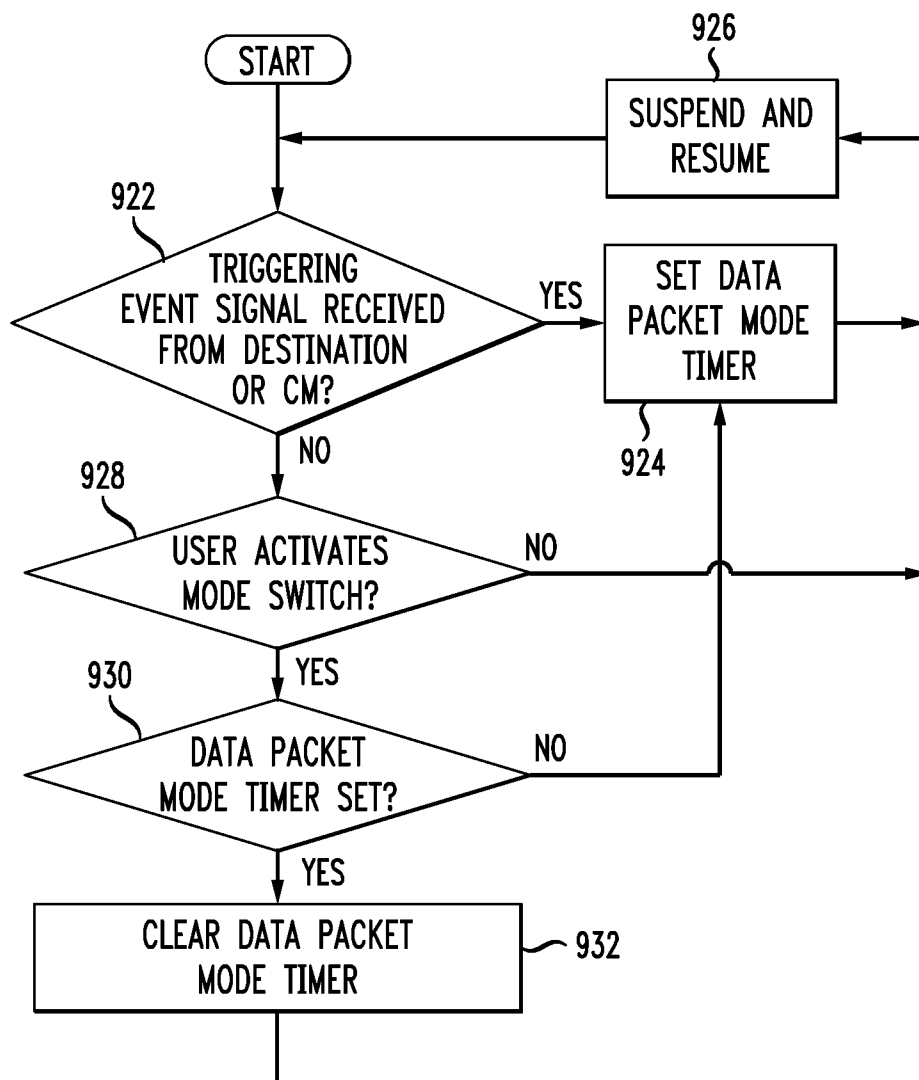 START
926
SUSPEND AND
RESUME
922
TRIGGERING
EVENT SIGNAL RECEIVED
FROM DESTINATION
OR CM?
YES
SET DATA
PACKET MODE
TIMER
924
NO
928
USER ACTIVATES
MODE SWITCH?
NO
YES
930
DATA PACKET
MODE TIMER SET?
NO
YES
CLEAR DATA PACKET
MODE TIMER
932